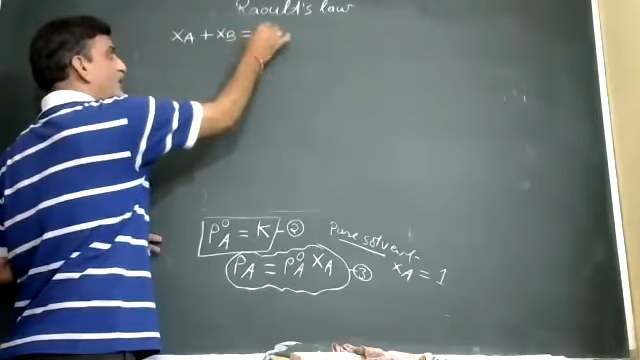 Raoult's law
xA + xB =
P°A = K -②
Pure solvent
PA = P°A XA -③
xA = 1